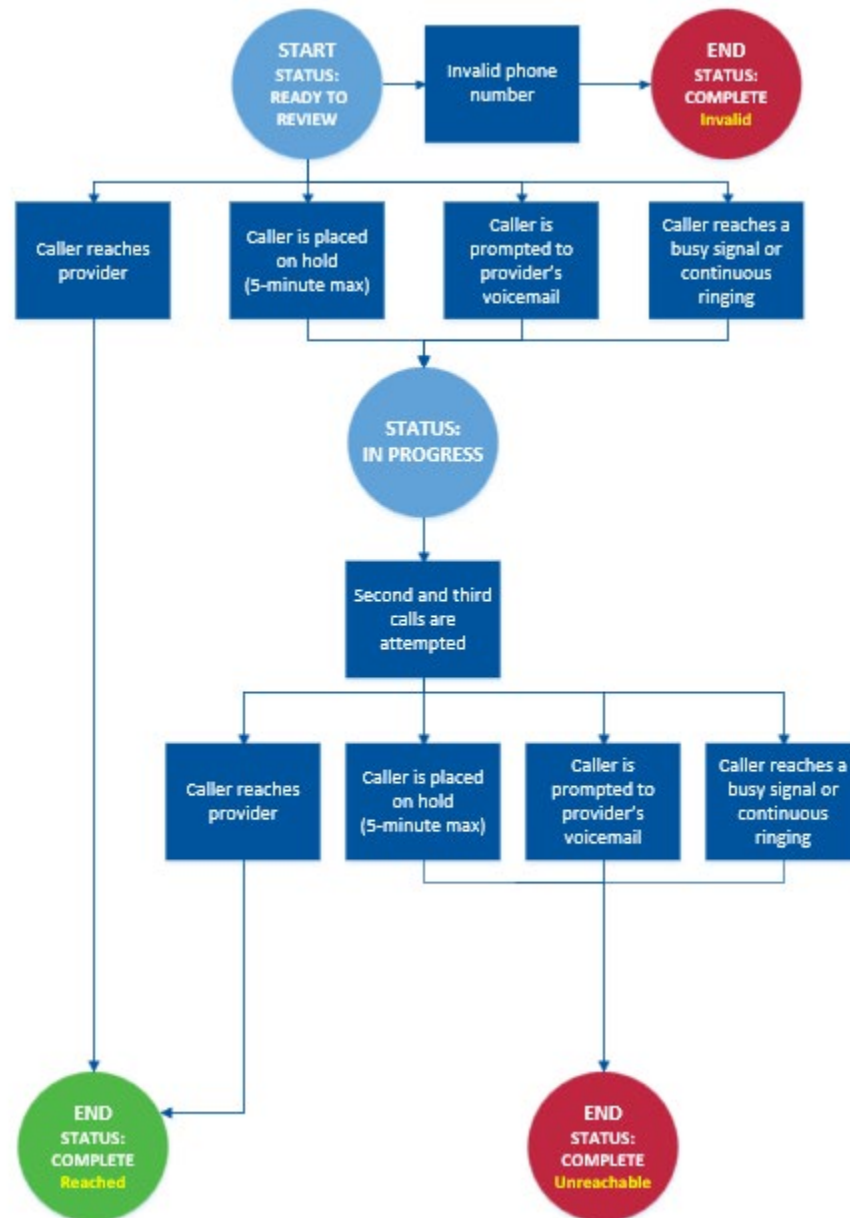 START
STATUS:
READY TO
REVIEW
Invalid phone
number
END
STATUS:
COMPLETE
Invalid
Caller reaches
provider
Caller is placed
on hold
(5-minute max)
Caller is
prompted to
provider's
voicemail
Caller reaches a
busy signal or
continuous
ringing
STATUS:
IN PROGRESS
Second and third
calls are
attempted
Caller reaches
provider
Caller is placed
on hold
(5-minute max)
Caller is
prompted to
provider's
voicemail
Caller reaches a
busy signal or
continuous
ringing
END
STATUS:
COMPLETE
Reached
END
STATUS:
COMPLETE
Unreachable